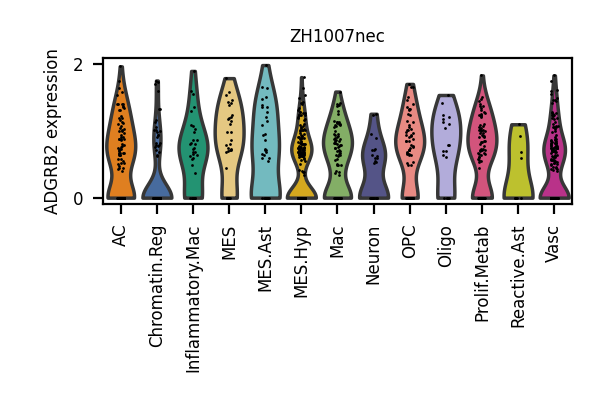 ZH1007nec
ADGRB2 expression
2
0
AC
Chromatin.Reg
Inflammatory.Mac
MES
MES.Ast
MES.Hyp
Mac
Neuron
OPC
Oligo
Prolif.Metab
Reactive.Ast
Vasc